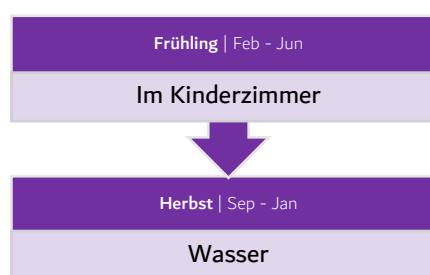 Frühling | Feb - Jun
Im Kinderzimmer
Herbst | Sep - Jan
Wasser